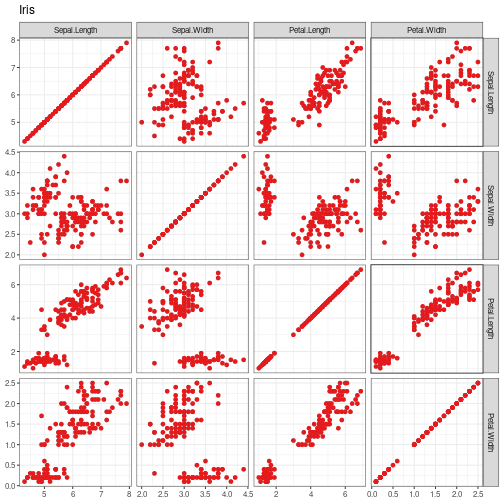 Iris
Sepal.Length Sepal.Width Petal.Length Petal.Width
8
7
6
5
Sepal.Length
4.5
4.0
3.5
3.0
2.5
2.0
Sepal.Width
6
4
2
Petal.Length
2.5
2.0
1.5
1.0
0.5
0.0
Petal.Width
5 6 7 8 2.0 2.5 3.0 3.5 4.0 4.5 2 4 6 0.0 0.5 1.0 1.5 2.0 2.5